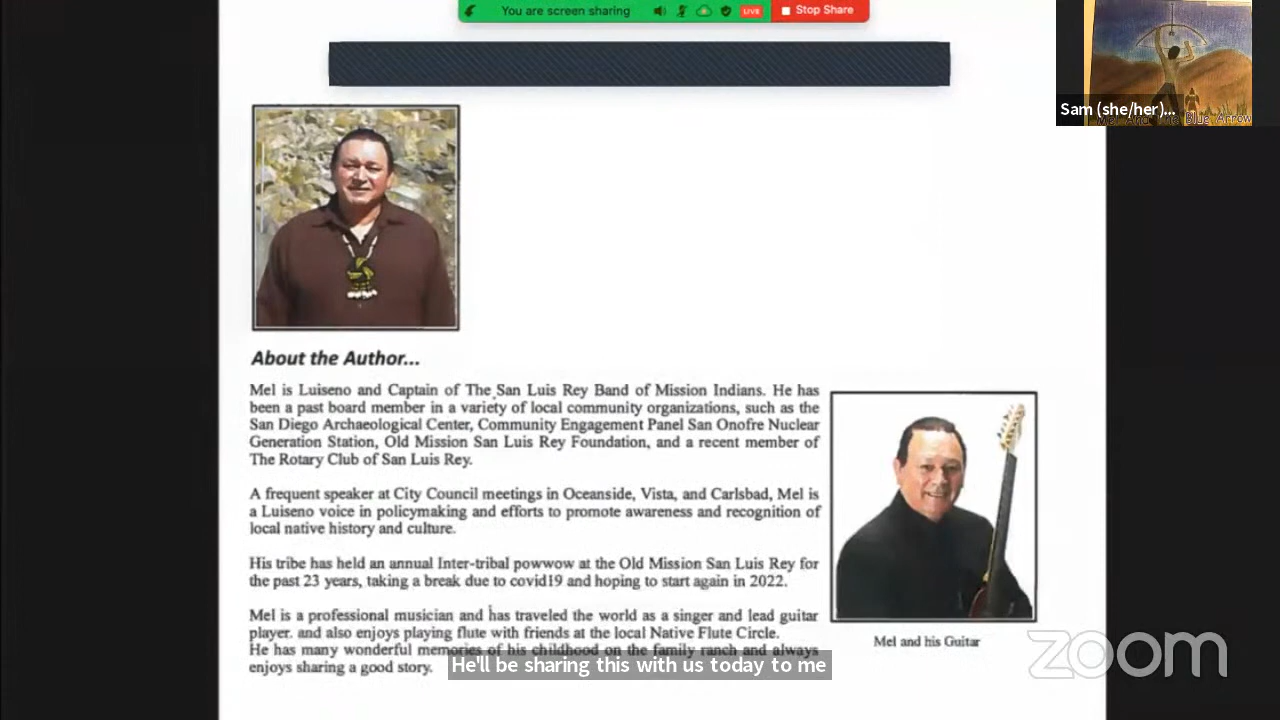 You are screen sharing
LIVE
Stop Share
Sam (she/her)...
Mel And The Blue Arrow
About the Author...
Mel is Luiseno and Captain of The San Luis Rey Band of Mission Indians. He has
been a past board member in a variety of local community organizations, such as the
San Diego Archaeological Center, Community Engagement Panel San Onofre Nuclear
Generation Station, Old Mission San Luis Rey Foundation, and a recent member of
The Rotary Club of San Luis Rey.
A frequent speaker at City Council meetings in Oceanside, Vista, and Carlsbad, Mel is
a Luiseno voice in policymaking and efforts to promote awareness and recognition of
local native history and culture.
His tribe has held an annual Inter-tribal powwow at the Old Mission San Luis Rey for
the past 23 years, taking a break due to covid19 and hoping to start again in 2022.
Mel is a professional musician and has traveled the world as a singer and lead guitar
player. and also enjoys playing flute with friends at the local Native Flute Circle.
He has many wonderful memories of his childhood on the family ranch and always
enjoys sharing a good story.
He'll be sharing this with us today to me
Mel and his Guitar
zoom